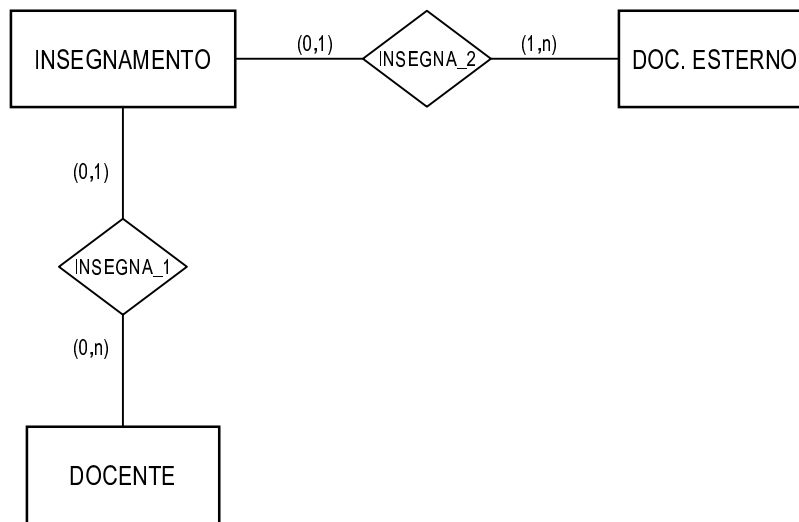 (0,1)
(1,n)
INSEGNAMENTO
INSEGNA_2
DOC. ESTERNO
(0,1)
INSEGNA_1
(0,n)
DOCENTE